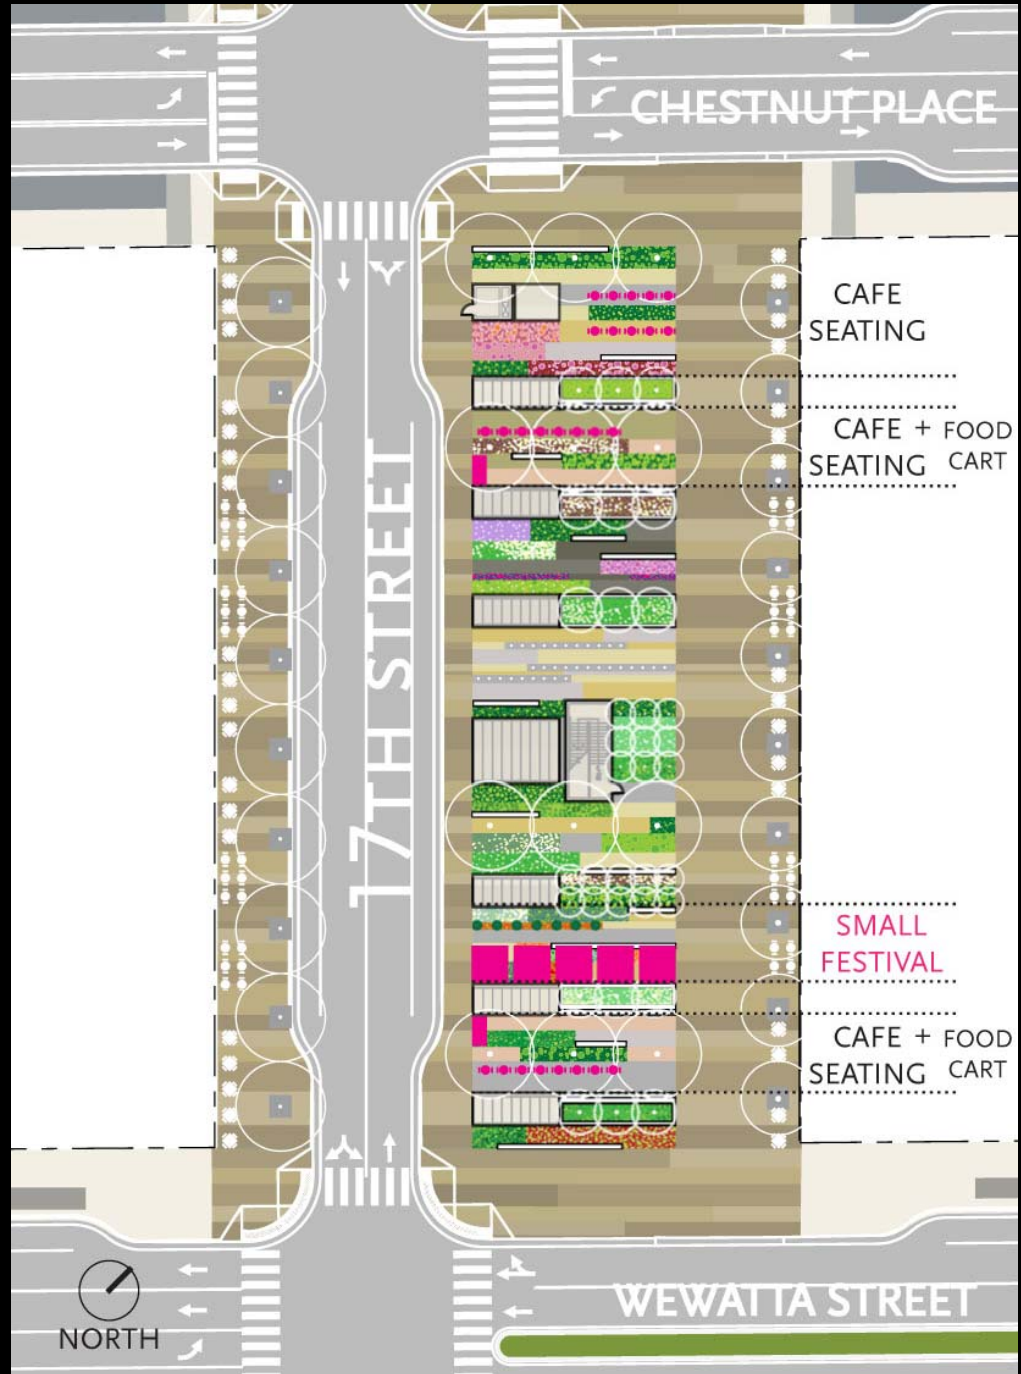 CHESTNUT PLACE
CAFE
SEATING
CAFE + FOOD
SEATING CART
17TH STREET
SMALL
FESTIVAL
CAFE + FOOD
SEATING CART
WEWATTA STREET
NORTH